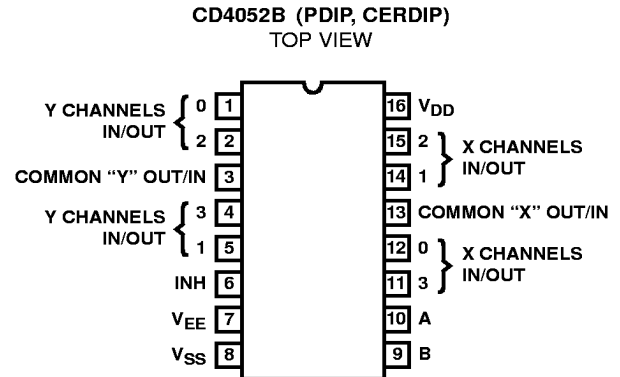 CD4052B (PDIP, CERDIP)
TOP VIEW
Y CHANNELS IN/OUT
0 1
2 2
COMMON “Y” OUT/IN 3
Y CHANNELS IN/OUT
3 4
1 5
INH 6
VEE 7
VSS 8
16 VDD
15 2
14 1
X CHANNELS IN/OUT
13 COMMON “X” OUT/IN
12 0
11 3
X CHANNELS IN/OUT
10 A
9 B